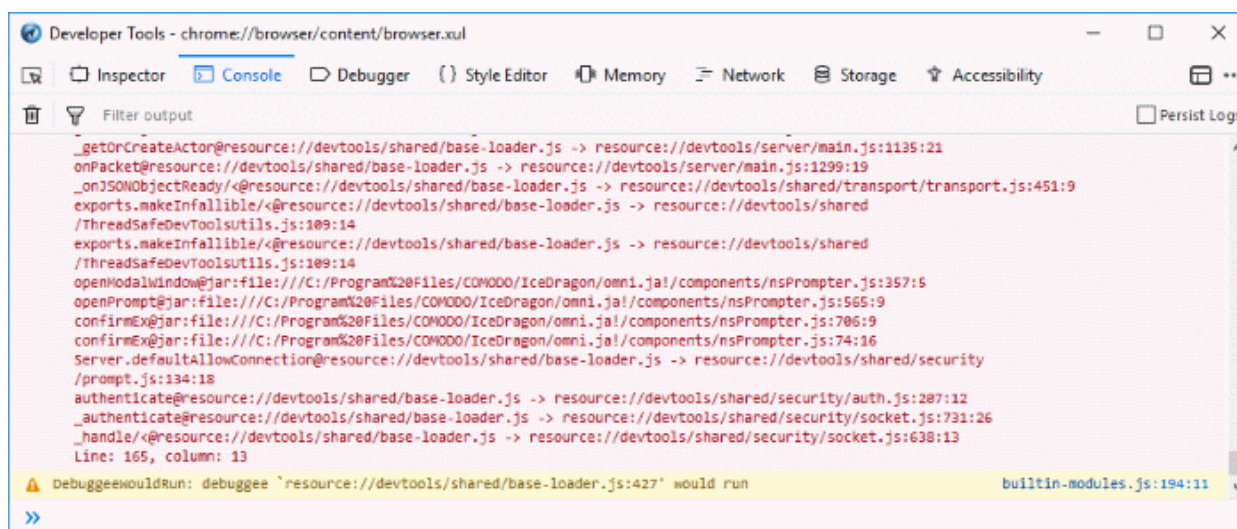 Developer Tools - chrome://browser/content/browser.xul
Inspector Console Debugger {} Style Editor Memory Network Storage Accessibility
Filter output Persist Logs
_getOrCreateActor@resource://devtools/shared/base-loader.js -> resource://devtools/server/main.js:1135:21
onPacket@resource://devtools/shared/base-loader.js -> resource://devtools/server/main.js:1299:19
_onJSONObjectReady/<@resource://devtools/shared/base-loader.js -> resource://devtools/shared/transport/transport.js:451:9
exports.makeInfallible/<@resource://devtools/shared/base-loader.js -> resource://devtools/shared
/ThreadSafeDevToolsUtils.js:109:14
exports.makeInfallible/<@resource://devtools/shared/base-loader.js -> resource://devtools/shared
/ThreadSafeDevToolsUtils.js:109:14
openModalWindow@jar:file:///C:/Program%20Files/COMODO/IceDragon/omni.ja!/components/nsPrompter.js:357:5
openPrompt@jar:file:///C:/Program%20Files/COMODO/IceDragon/omni.ja!/components/nsPrompter.js:565:9
confirmEx@jar:file:///C:/Program%20Files/COMODO/IceDragon/omni.ja!/components/nsPrompter.js:706:9
confirmEx@jar:file:///C:/Program%20Files/COMODO/IceDragon/omni.ja!/components/nsPrompter.js:74:16
Server.defaultAllowConnection@resource://devtools/shared/base-loader.js -> resource://devtools/shared/security
/prompt.js:134:18
authenticate@resource://devtools/shared/base-loader.js -> resource://devtools/shared/security/auth.js:207:12
_authenticate@resource://devtools/shared/base-loader.js -> resource://devtools/shared/security/socket.js:731:26
_handle/<@resource://devtools/shared/base-loader.js -> resource://devtools/shared/security/socket.js:638:13
Line: 165, column: 13
DebuggeeWouldRun: debuggee `resource://devtools/shared/base-loader.js:427' would run builtin-modules.js:194:11
»